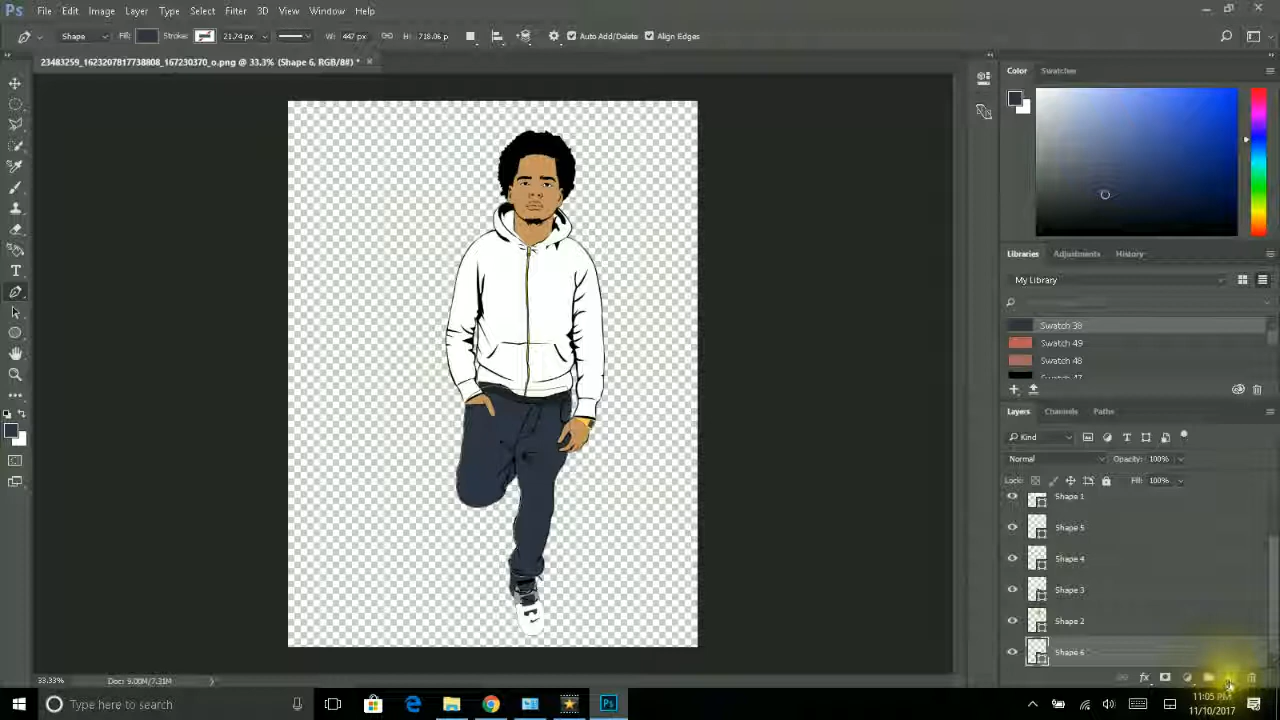 Ps File Edit Image Layer Type Select Filter 3D View Window Help
Shape Fill: Stroke: 21.74 px W: 447 px H: 718.06 p Auto Add/Delete Align Edges
23483259_1623207817738808_167230370_o.png @ 33.3% (Shape 6, RGB/8#) *
Color Swatches
Libraries Adjustments History
My Library
Swatch 38
Swatch 49
Swatch 48
Swatch 47
Layers Channels Paths
Kind
Normal Opacity: 100%
Lock: Fill: 100%
Shape 1
Shape 5
Shape 4
Shape 3
Shape 2
Shape 6
33.33% Doc: 9.00M/7.31M
Type here to search
Ps
11:05 PM
11/10/2017